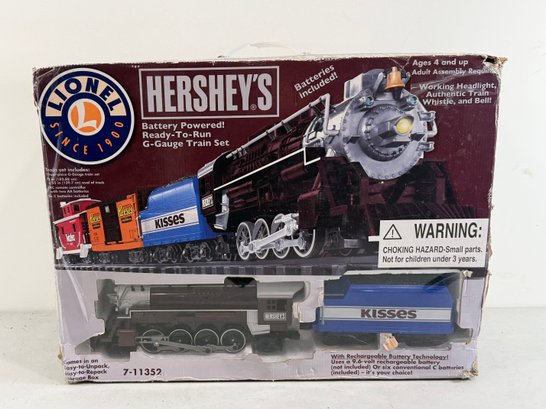 LIONEL
L
SINCE 1900
HERSHEY'S
Battery Powered!
Ready-To-Run
G-Gauge Train Set
Batteries
Included!
Ages 4 and up
Adult Assembly Required
Working Headlight,
Authentic Train
Whistle, and Bell!
Train set includes:
Kisses
WARNING:
CHOKING HAZARD-Small parts.
Not for children under 3 years.
HERSHEY'S
KISSES
Comes in an
Easy-to-Unpack,
Easy-to-Repack
Storage Box
7-11352
With Rechargeable Battery Technology!
Uses a 9.6-volt rechargeable battery
(not included) Or six conventional C batteries
(included) – it's your choice!